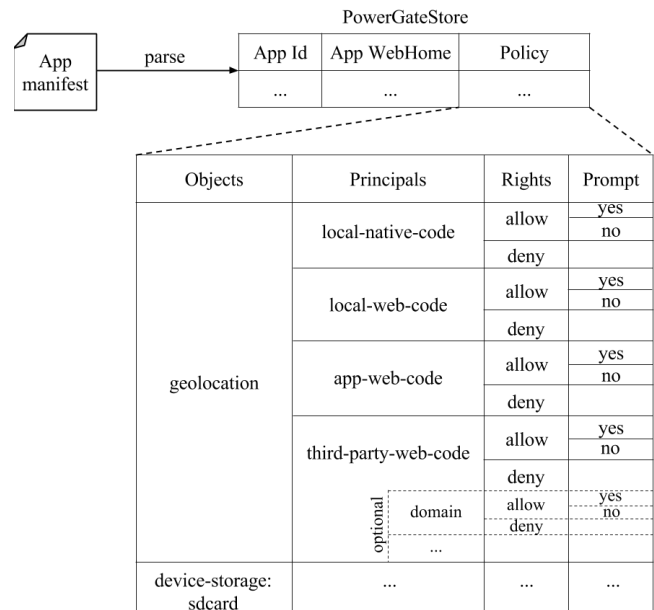 PowerGateStore
App
manifest
parse
App Id
App WebHome
Policy
...
...
...
Objects
Principals
Rights
Prompt
geolocation
local-native-code
allow
yes
no
deny
local-web-code
allow
yes
no
deny
app-web-code
allow
yes
no
deny
third-party-web-code
allow
yes
no
deny
optional
domain
allow
yes
no
deny
...
device-storage:
sdcard
...
...
...